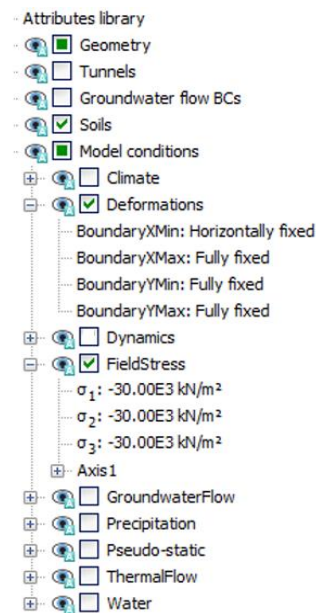 Attributes library
Geometry
Tunnels
Groundwater flow BCs
Soils
Model conditions
Climate
Deformations
BoundaryXMin: Horizontally fixed
BoundaryXMax: Fully fixed
BoundaryYMin: Fully fixed
BoundaryYMax: Fully fixed
Dynamics
FieldStress
σ₁: -30.00E3 kN/m²
σ₂: -30.00E3 kN/m²
σ₃: -30.00E3 kN/m²
Axis1
GroundwaterFlow
Precipitation
Pseudo-static
ThermalFlow
Water